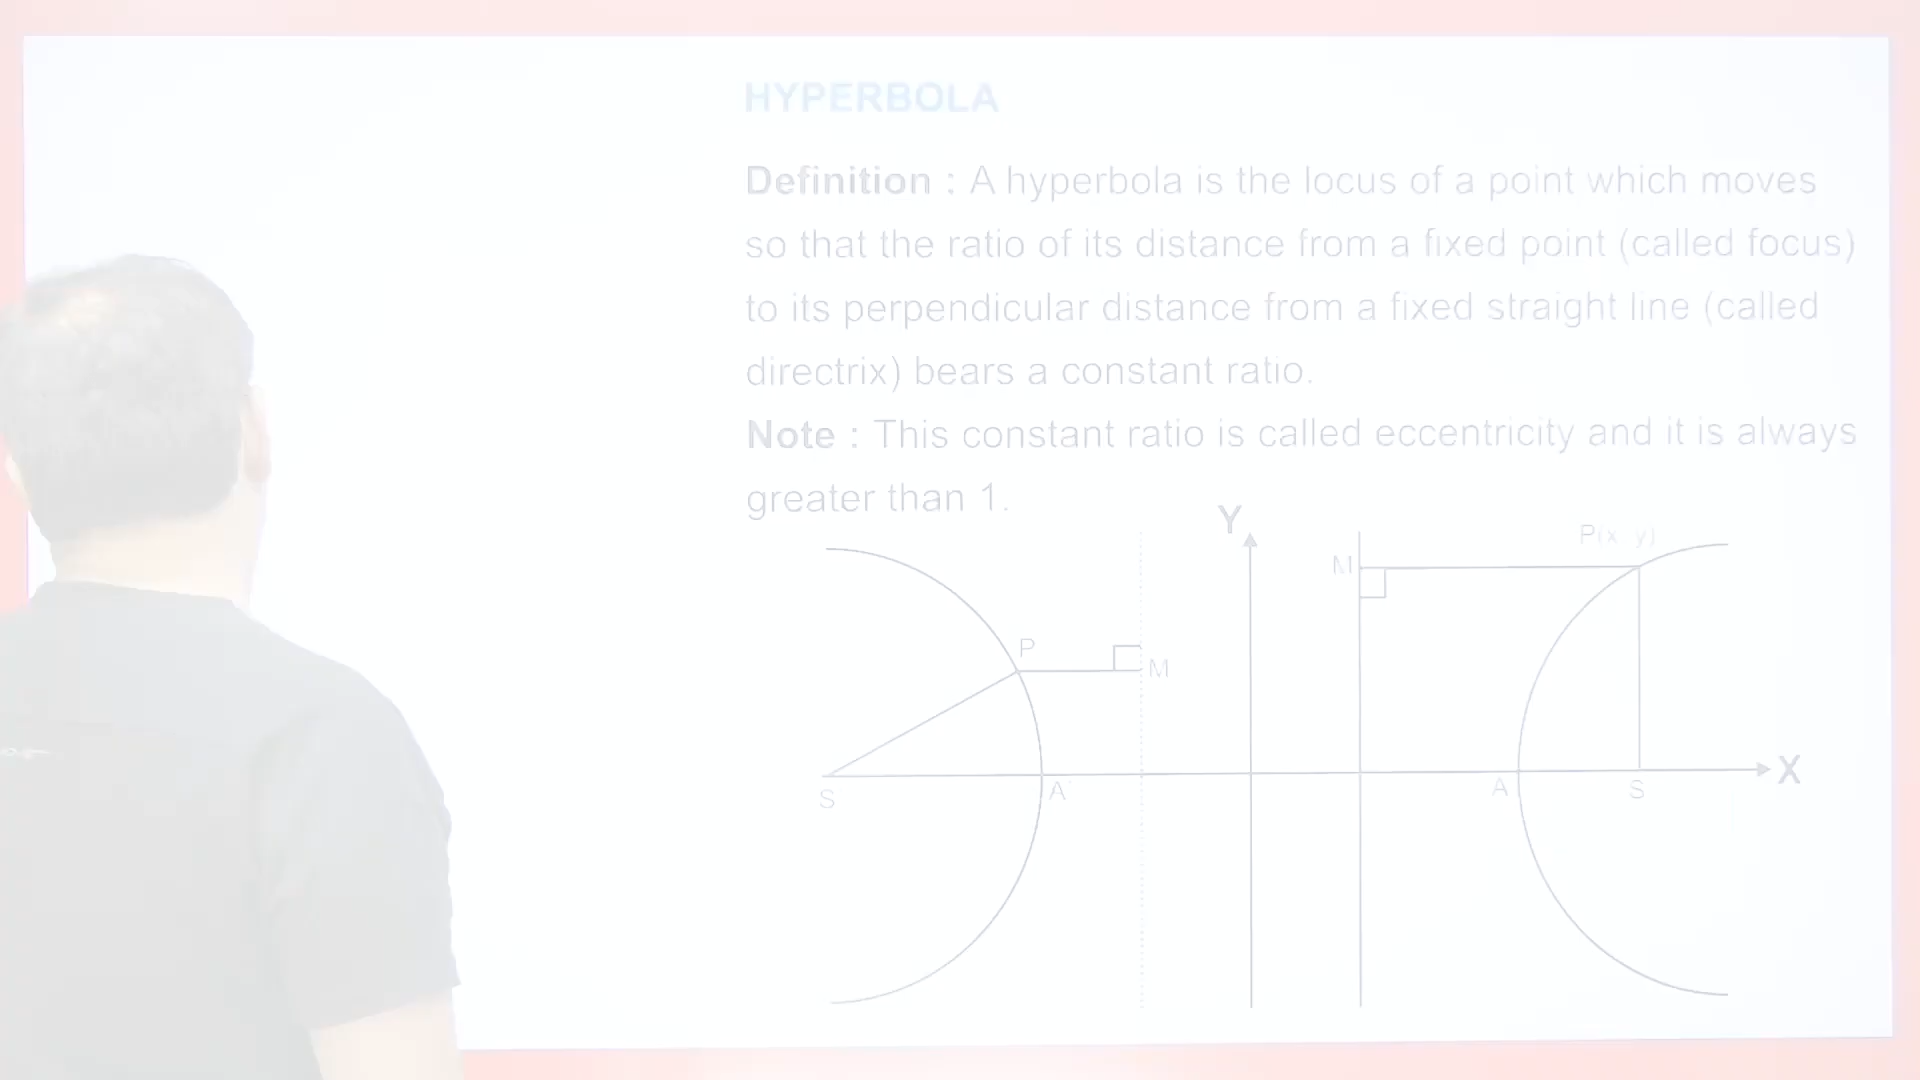 HYPERBOLA
Definition : A hyperbola is the locus of a point which moves
so that the ratio of its distance from a fixed point (called focus)
to its perpendicular distance from a fixed straight line (called
directrix) bears a constant ratio.
Note : This constant ratio is called eccentricity and it is always
greater than 1.
Y
P(x y)
M
P
M
X
S
A'
A
S